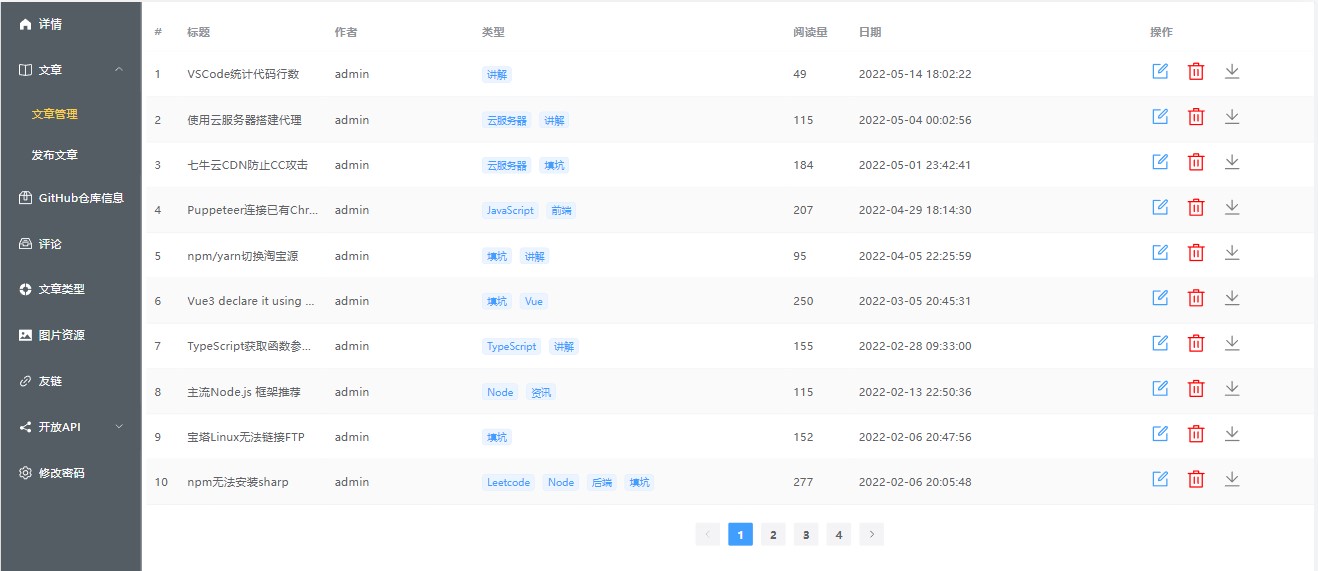 详情
文章
文章管理
发布文章
GitHub仓库信息
评论
文章类型
图片资源
友链
开放API
修改密码
# 标题 作者 类型 阅读量 日期 操作
1 VSCode统计代码行数 admin 讲解 49 2022-05-14 18:02:22
2 使用云服务器搭建代理 admin 云服务器 讲解 115 2022-05-04 00:02:56
3 七牛云CDN防止CC攻击 admin 云服务器 填坑 184 2022-05-01 23:42:41
4 Puppeteer连接已有Chr... admin JavaScript 前端 207 2022-04-29 18:14:30
5 npm/yarn切换淘宝源 admin 填坑 讲解 95 2022-04-05 22:25:59
6 Vue3 declare it using ... admin 填坑 Vue 250 2022-03-05 20:45:31
7 TypeScript获取函数参... admin TypeScript 讲解 155 2022-02-28 09:33:00
8 主流Node.js 框架推荐 admin Node 资讯 115 2022-02-13 22:50:36
9 宝塔Linux无法链接FTP admin 填坑 152 2022-02-06 20:47:56
10 npm无法安装sharp admin Leetcode Node 后端 填坑 277 2022-02-06 20:05:48
1 2 3 4